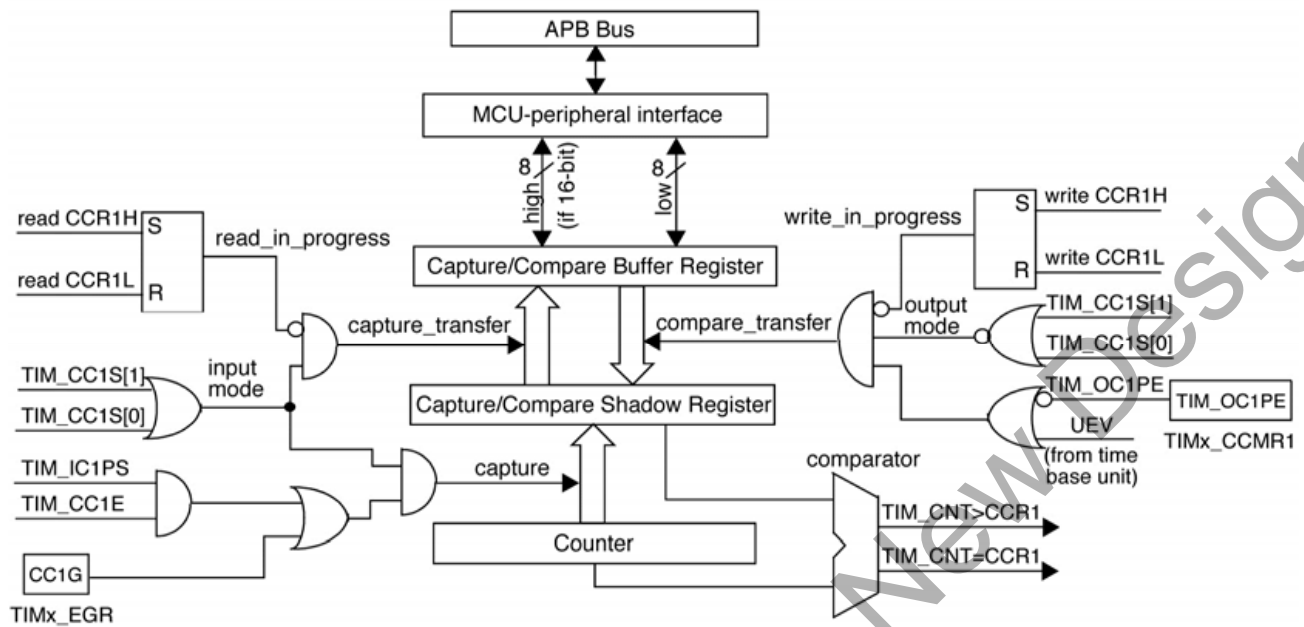 APB Bus
MCU-peripheral interface
8
high
(if 16-bit)
8
low
read CCR1H
S
read_in_progress
read CCR1L
R
write_in_progress
S
write CCR1H
R
write CCR1L
Capture/Compare Buffer Register
capture_transfer
compare_transfer
output
mode
TIM_CC1S[1]
TIM_CC1S[0]
TIM_CC1S[1]
input
mode
TIM_CC1S[0]
Capture/Compare Shadow Register
TIM_OC1PE
TIM_OC1PE
UEV
TIMx_CCMR1
(from time
base unit)
TIM_IC1PS
TIM_CC1E
capture
comparator
Counter
TIM_CNT>CCR1
TIM_CNT=CCR1
CC1G
TIMx_EGR
New Design